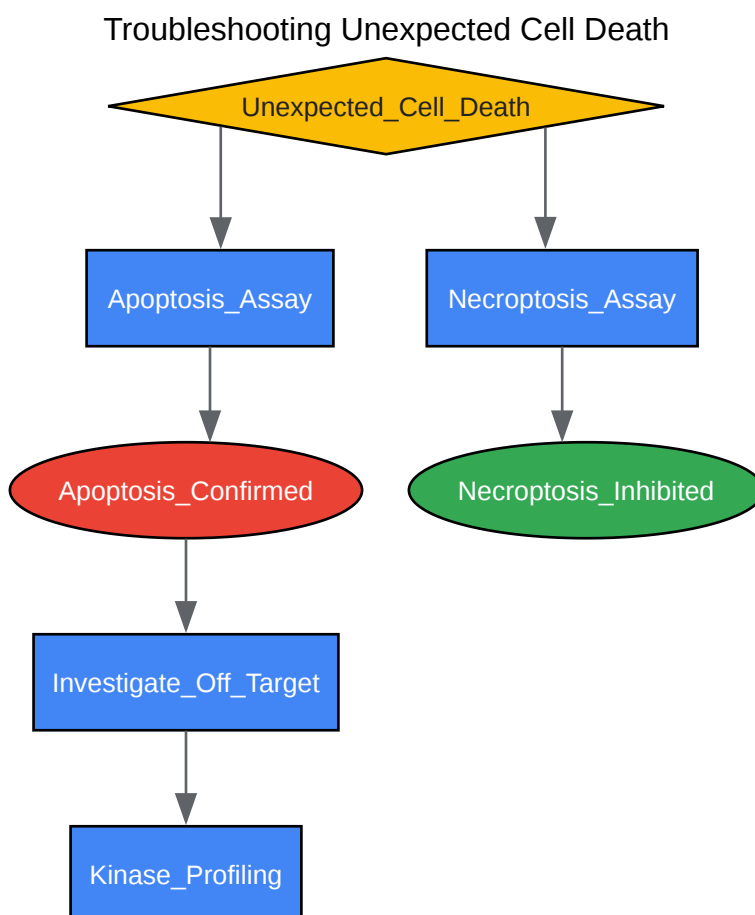 Troubleshooting Unexpected Cell Death
Unexpected_Cell_Death
Apoptosis_Assay
Necroptosis_Assay
Apoptosis_Confirmed
Necroptosis_Inhibited
Investigate_Off_Target
Kinase_Profiling